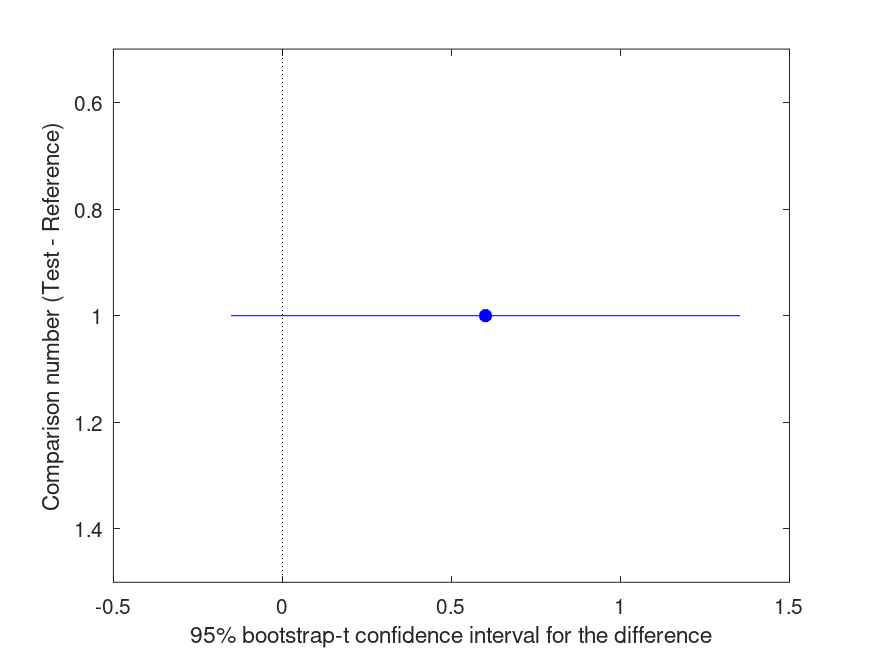 Comparison number (Test - Reference)
0.6
0.8
1
1.2
1.4
-0.5 0 0.5 1 1.5
95% bootstrap-t confidence interval for the difference